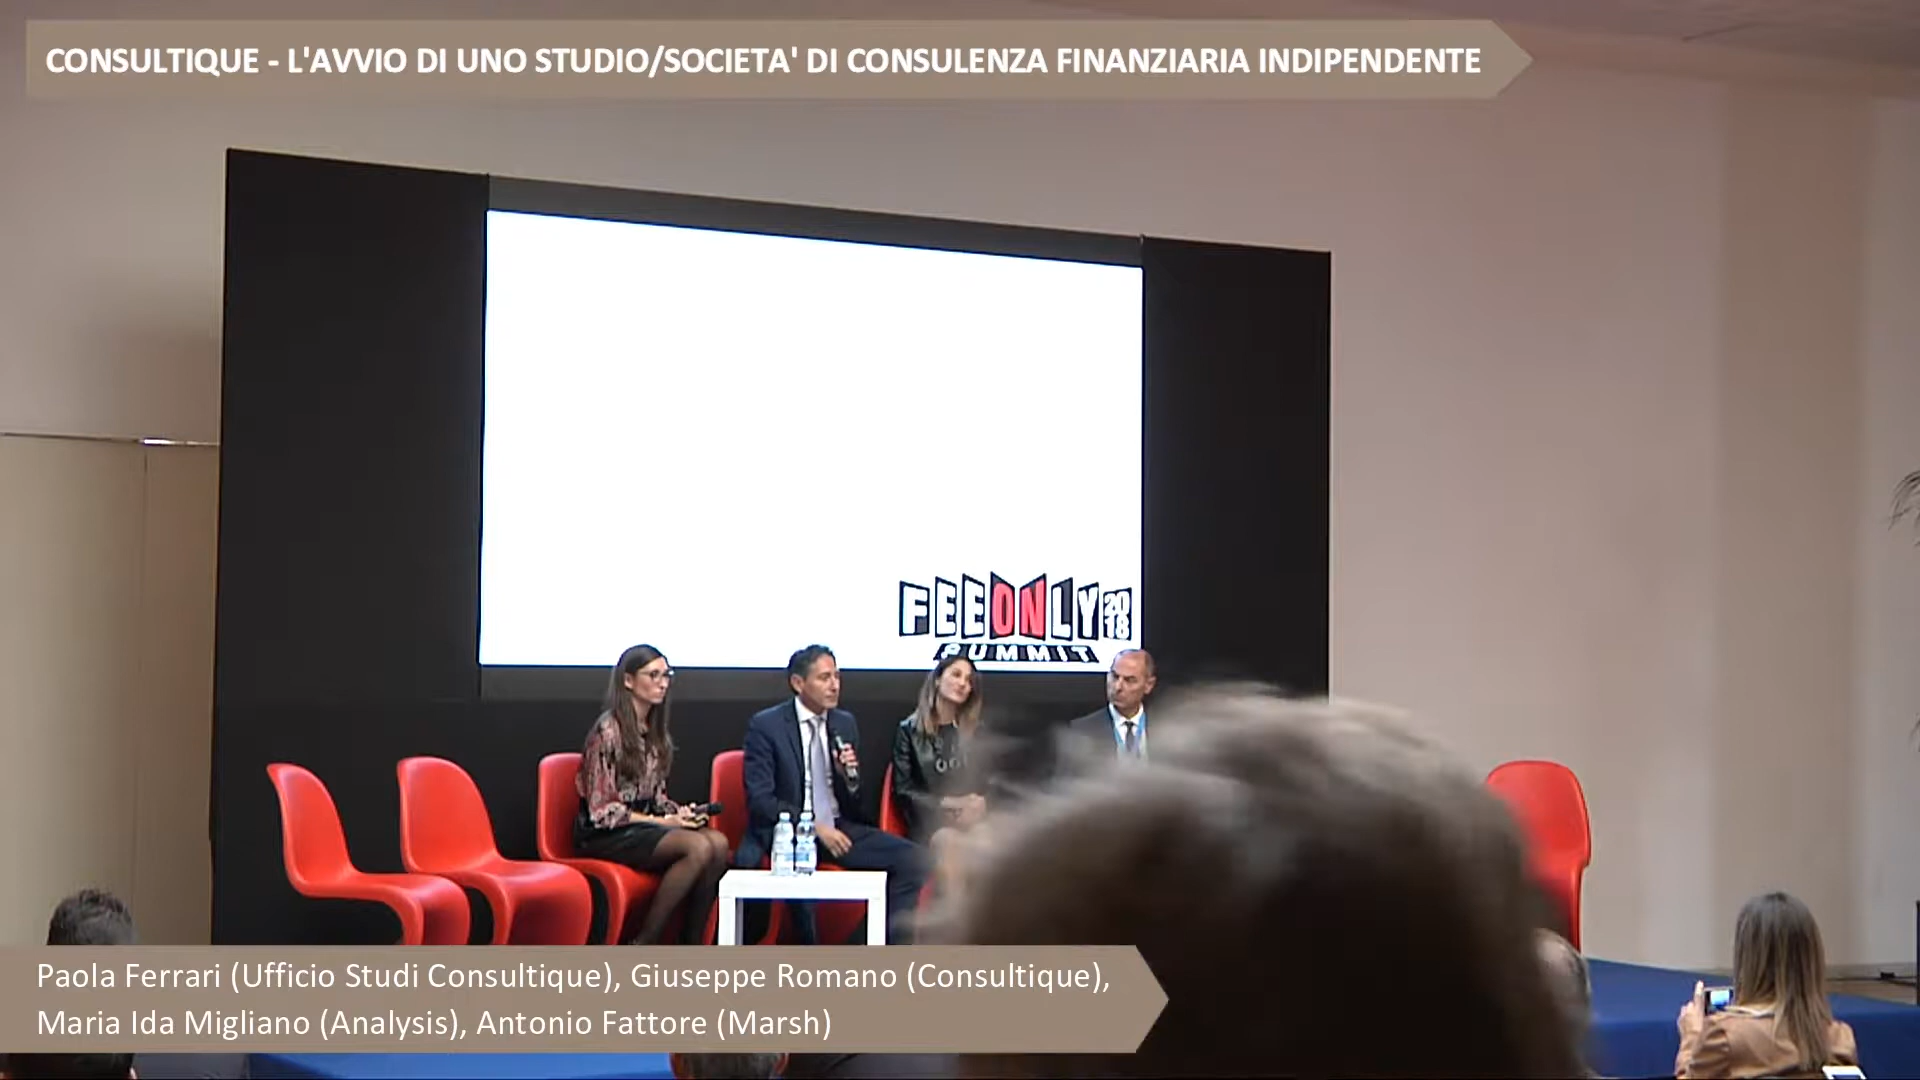 CONSULTIQUE - L'AVVIO DI UNO STUDIO/SOCIETA' DI CONSULENZA FINANZIARIA INDIPENDENTE
FEEONLY 2018
SUMMIT
Paola Ferrari (Ufficio Studi Consultique), Giuseppe Romano (Consultique),
Maria Ida Migliano (Analysis), Antonio Fattore (Marsh)